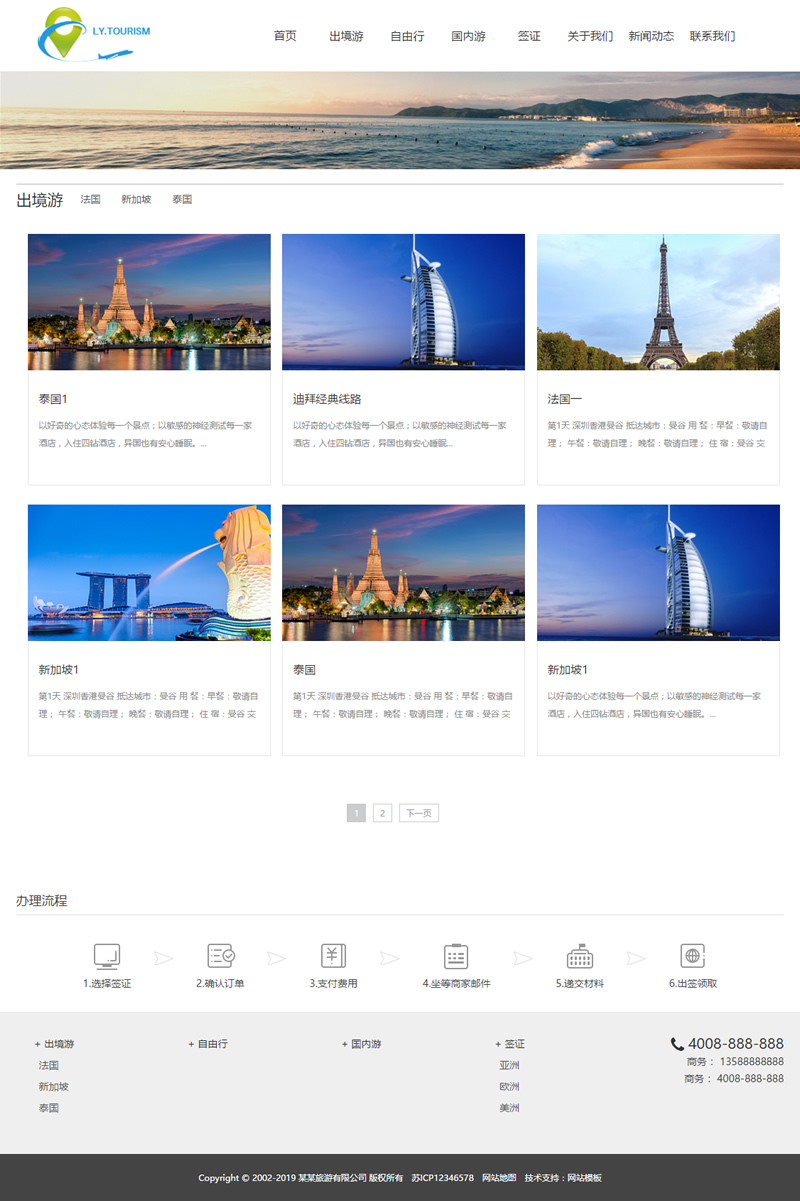 LY.TOURISM
首页 出境游 自由行 国内游 签证 关于我们 新闻动态 联系我们
出境游 法国 新加坡 泰国
泰国1
以好奇的心态体验每一个景点；以敏感的神经测试每一家
酒店，入住四钻酒店，异国也有安心睡眠。...
迪拜经典线路
以好奇的心态体验每一个景点；以敏感的神经测试每一家
酒店，入住四钻酒店，异国也有安心睡眠...
法国一
第1天 深圳香港曼谷 抵达城市：曼谷 用 餐：早餐：敬请自
理； 午餐：敬请自理； 晚餐：敬请自理； 住 宿：曼谷 交
新加坡1
第1天 深圳香港曼谷 抵达城市：曼谷 用 餐：早餐：敬请自
理； 午餐：敬请自理； 晚餐：敬请自理； 住 宿：曼谷 交
泰国
第1天 深圳香港曼谷 抵达城市：曼谷 用 餐：早餐：敬请自
理； 午餐：敬请自理； 晚餐：敬请自理； 住 宿：曼谷 交
新加坡1
以好奇的心态体验每一个景点；以敏感的神经测试每一家
酒店，入住四钻酒店，异国也有安心睡眠。...
1 2 下一页
办理流程
1.选择签证 2.确认订单 3.支付费用 4.坐等商家邮件 5.递交材料 6.出签领取
+ 出境游
法国
新加坡
泰国
+ 自由行
+ 国内游
+ 签证
亚洲
欧洲
美洲
4008-888-888
商务： 13588888888
商务： 4008-888-888
Copyright © 2002-2019 某某旅游有限公司 版权所有 苏ICP12346578 网站地图 技术支持：网站模板